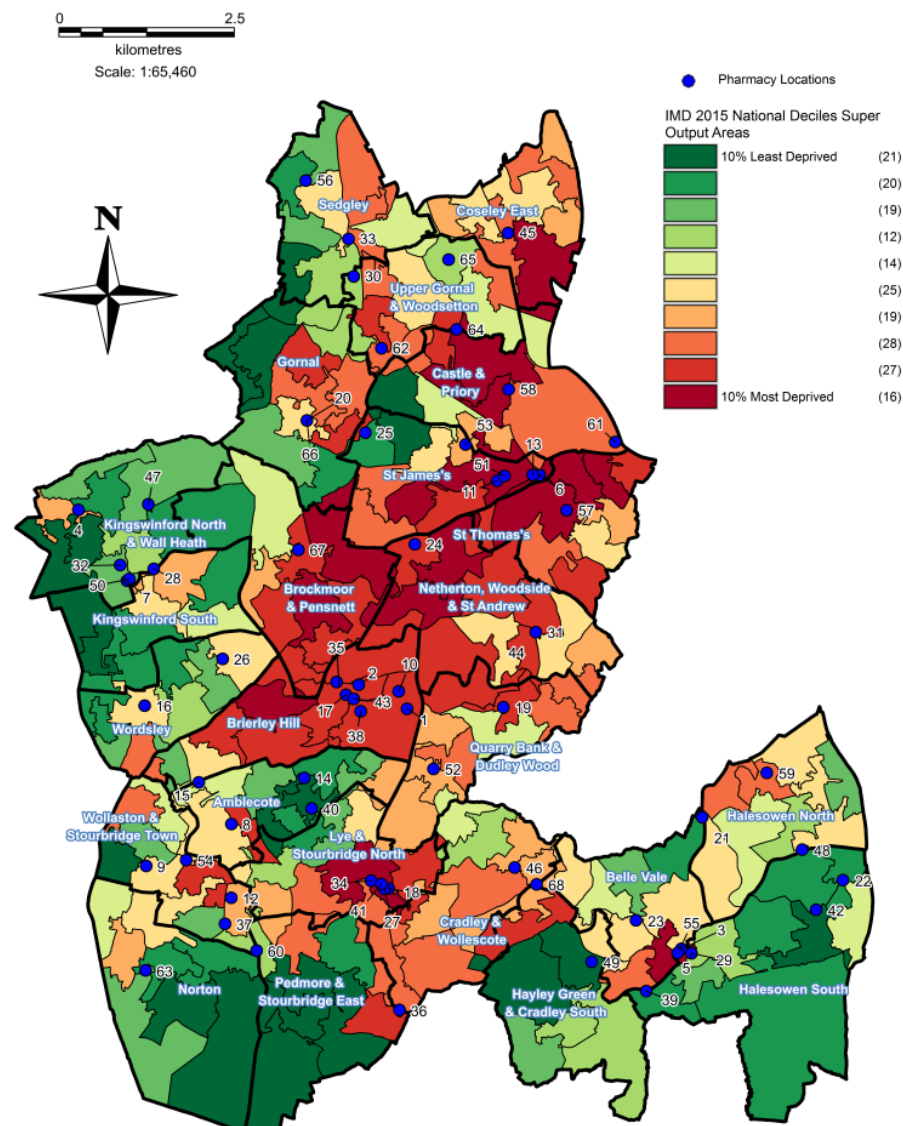 0 2.5
kilometres
Scale: 1:65,460
Pharmacy Locations
IMD 2015 National Deciles Super
Output Areas
10% Least Deprived (21)
(20)
(19)
(12)
(14)
(25)
(19)
(28)
(27)
10% Most Deprived (16)
N
56
Sedgley
Coseley East
33
45
65
30
Upper Gornal
& Woodsetton
64
62
Gornal
Castle &
Priory
58
20
53
61
25
13
66
St James's
51
47
11
6
4
57
Kingswinford North
& Wall Heath
St Thomas's
24
67
32
28
50
7
Brockmoor
& Pensnett
Netherton, Woodside
& St Andrew
Kingswinford South
31
35
44
26
2
10
16
17
43
19
Wordsley
Brierley Hill
1
38
Quarry Bank &
Dudley Wood
52
59
14
15
Amblecote
40
Wollaston &
Stourbridge Town
8
Halesowen North
21
Lye &
Stourbridge North
48
54
9
46
Belle Vale
22
34
18
68
12
42
41
27
37
Cradley &
Wollescote
23
55
3
60
5
29
49
63
Norton
Pedmore &
Stourbridge East
Hayley Green
& Cradley South
39
Halesowen South
36